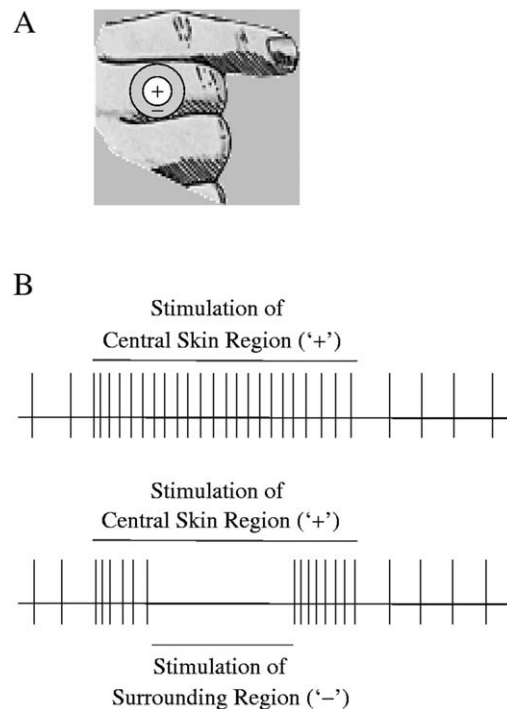 A
+
−
B
Stimulation of
Central Skin Region (‘+’)
Stimulation of
Central Skin Region (‘+’)
Stimulation of
Surrounding Region (‘−’)